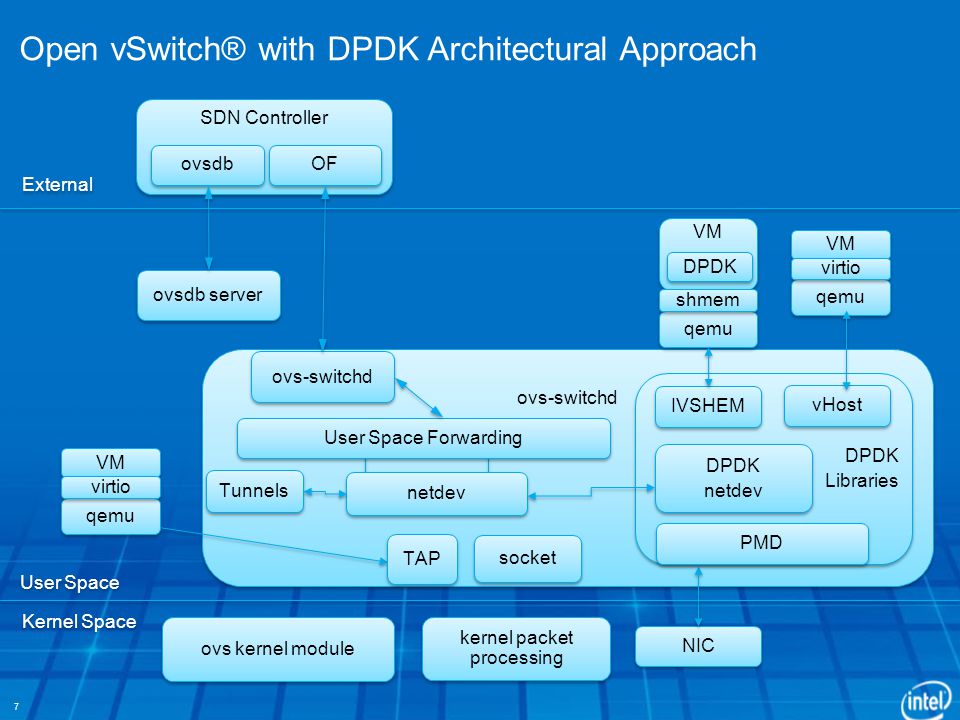 Open vSwitch® with DPDK Architectural Approach
SDN Controller
ovsdb
OF
External
VM
DPDK
shmem
qemu
VM
virtio
qemu
ovsdb server
ovs-switchd
ovs-switchd
IVSHEM
vHost
User Space Forwarding
DPDK
Libraries
DPDK
netdev
VM
virtio
qemu
Tunnels
netdev
PMD
TAP
socket
User Space
Kernel Space
ovs kernel module
kernel packet
processing
NIC
7
intel